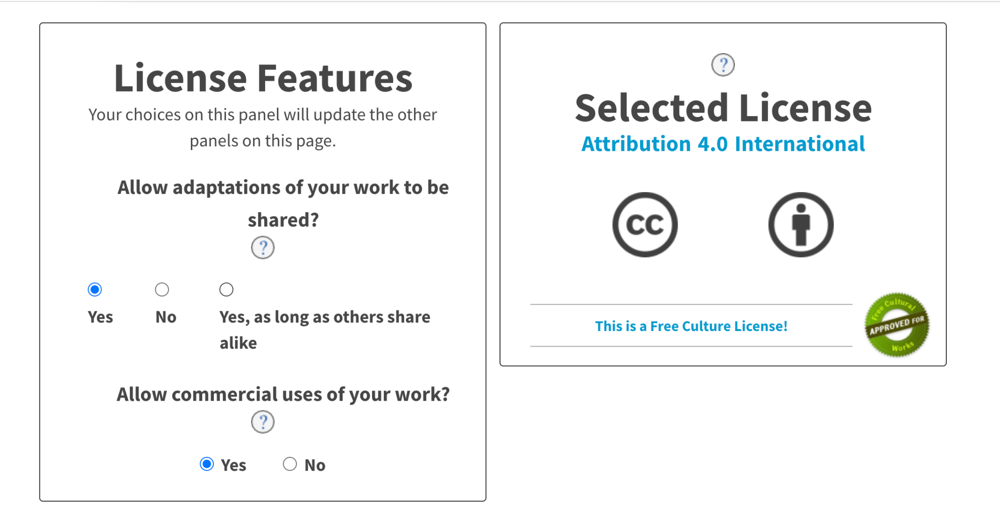 License Features
Your choices on this panel will update the other
panels on this page.
Allow adaptations of your work to be
shared?
?
Yes
No
Yes, as long as others share
alike
Allow commercial uses of your work?
?
Yes
No
?
Selected License
Attribution 4.0 International
cc
This is a Free Culture License!
Free Cultural
APPROVED FOR
Works